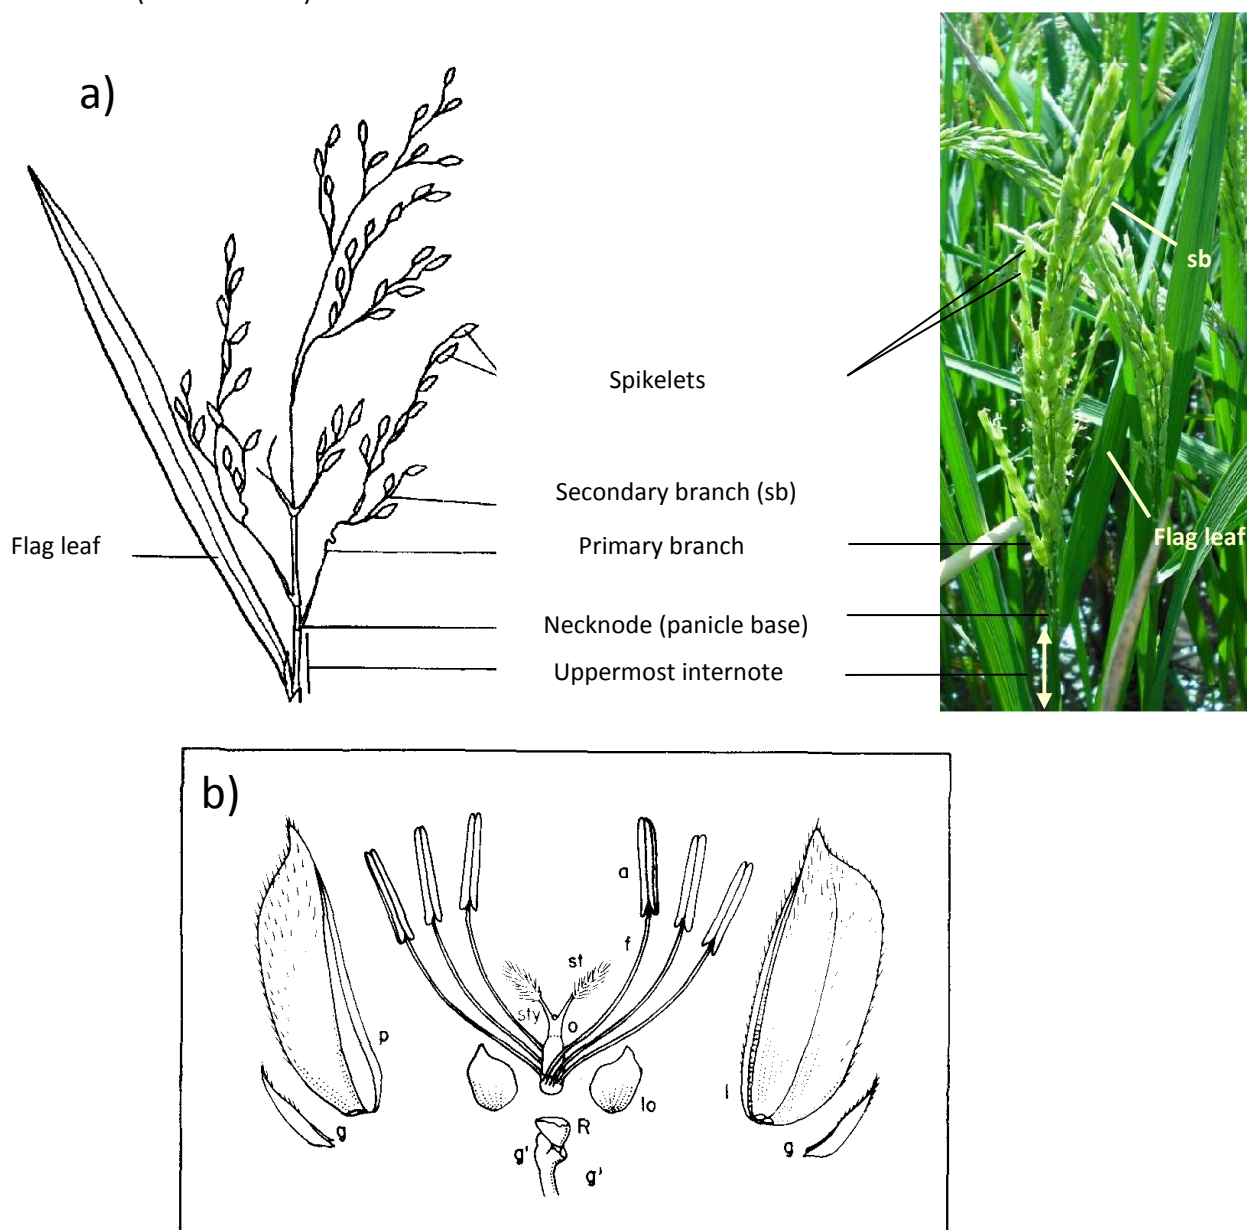 a)
sb
Spikelets
Secondary branch (sb)
Flag leaf
Primary branch
Flag leaf
Necknode (panicle base)
Uppermost internote
b)
a
f
st
sty
o
p
lo
l
g
R
g
g'
g'